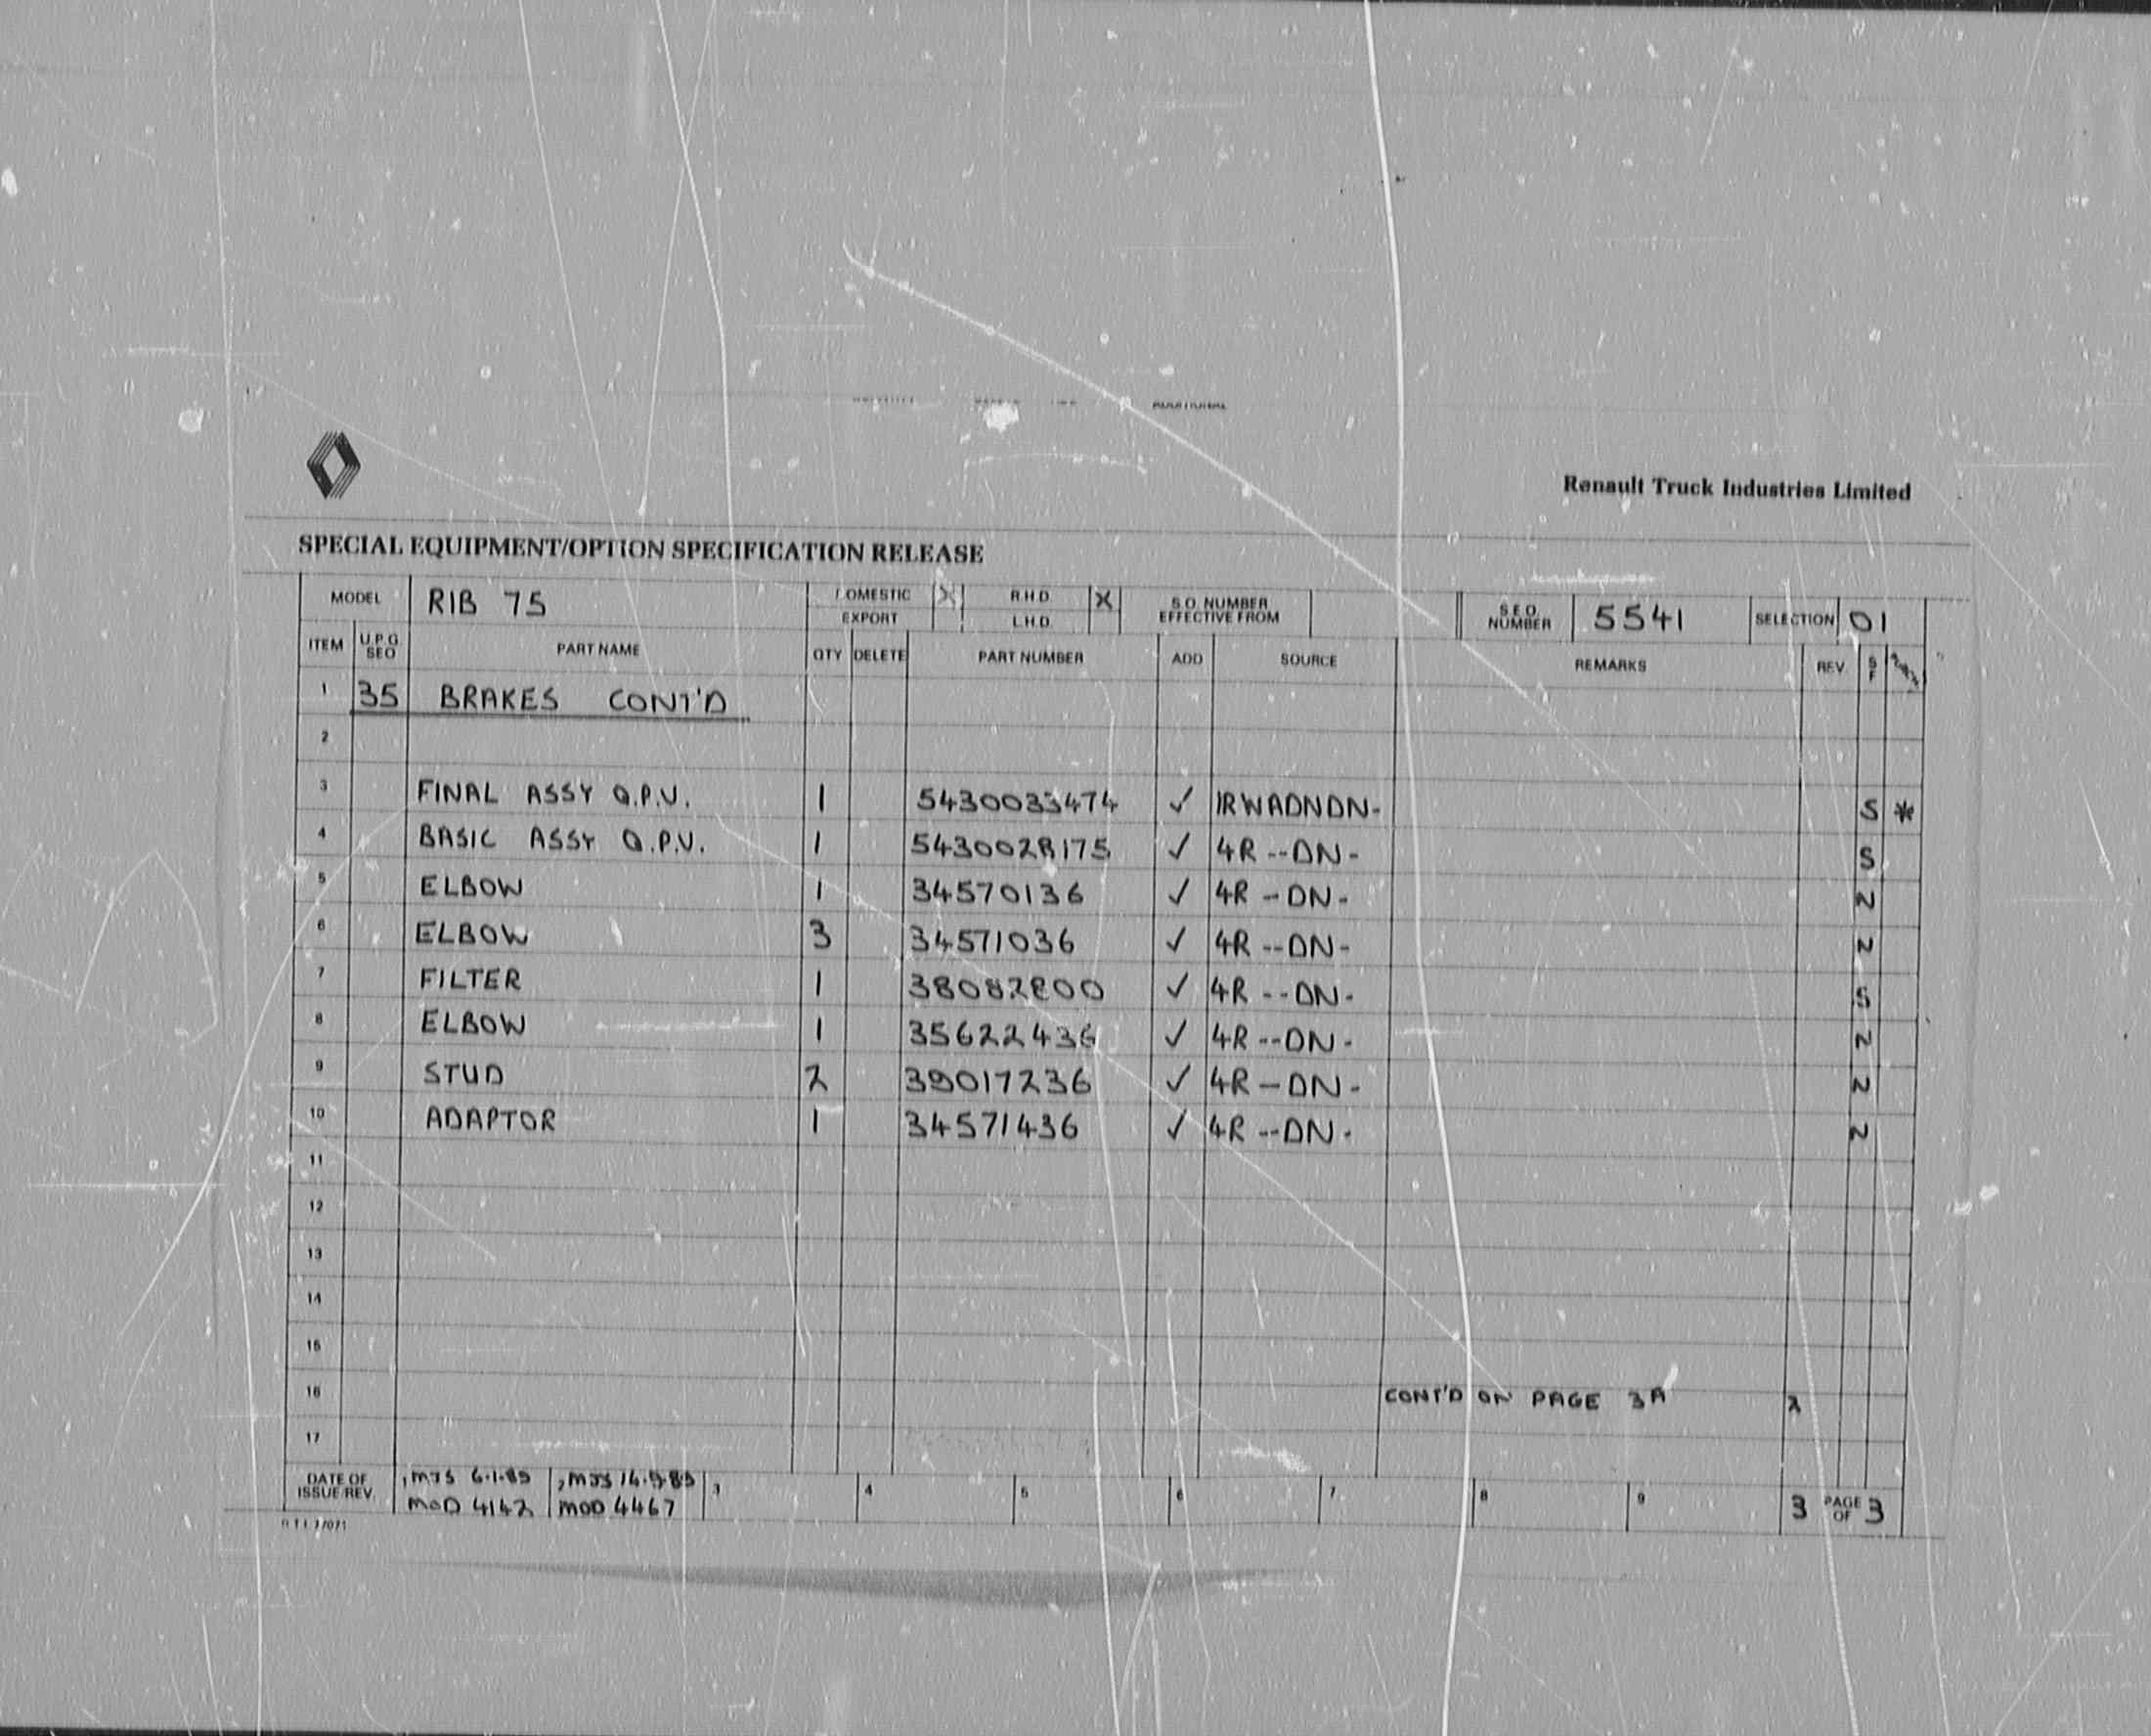 Renault Truck Industries Limited
SPECIAL EQUIPMENT/OPTION SPECIFICATION RELEASE
MODEL RIB 75 DOMESTIC X R.H.D. X S.O. NUMBER EFFECTIVE FROM S.E.O. NUMBER 5541 SELECTION 01
EXPORT L.H.D.
ITEM U.P.G. SEQ PART NAME QTY DELETE PART NUMBER ADD SOURCE REMARKS REV S F
1 35 BRAKES CONT'D
2
3 FINAL ASSY Q.P.V. 1 5430033474 ✓ 1RWADNDN- S *
4 BASIC ASSY Q.P.V. 1 5430028175 ✓ 4R--DN- S
5 ELBOW 1 34570136 ✓ 4R-DN- N
6 ELBOW 3 34571036 ✓ 4R--DN- N
7 FILTER 1 ✓ 4R--DN- S
8 ELBOW 1 35622436 ✓ 4R--DN- N
9 STUD 2 39017236 ✓ 4R-DN- N
10 ADAPTOR 1 34571436 ✓ 4R--DN- N
11
12
13
14
15
16 CONT'D ON PAGE 3A 2
17
DATE OF ISSUE/REV. 1 MJS 6.1.85 2 MJS 14.5.85 3 4 5 6 7 8 9 3 PAGE OF 3
MOD 4142 MOD 4467